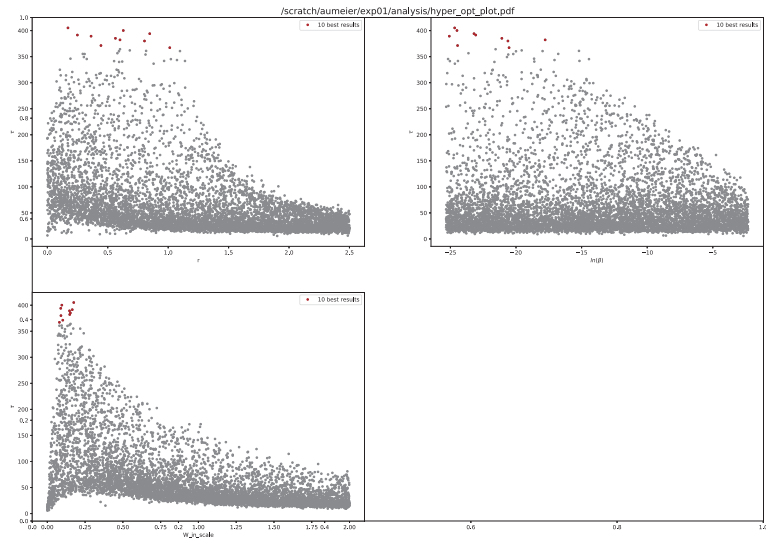 /scratch/aumeier/exp01/analysis/hyper_opt_plot,pdf
1.0
10 best results
400
350
300
250
0.8
τ
200
150
100
50
0.6
0
0.0 0.5 1.0 1.5 2.0 2.5
r
10 best results
400
350
300
250
τ
200
150
100
50
0
−25 −20 −15 −10 −5
ln(β)
10 best results
400
0.4
350
300
250
τ
0.2
200
150
100
50
0
0.0
0.0 0.00 0.25 0.50 0.75 0.2 1.00 1.25 1.50 0.4 1.75 2.00 0.6 0.8 1.0
W_in_scale